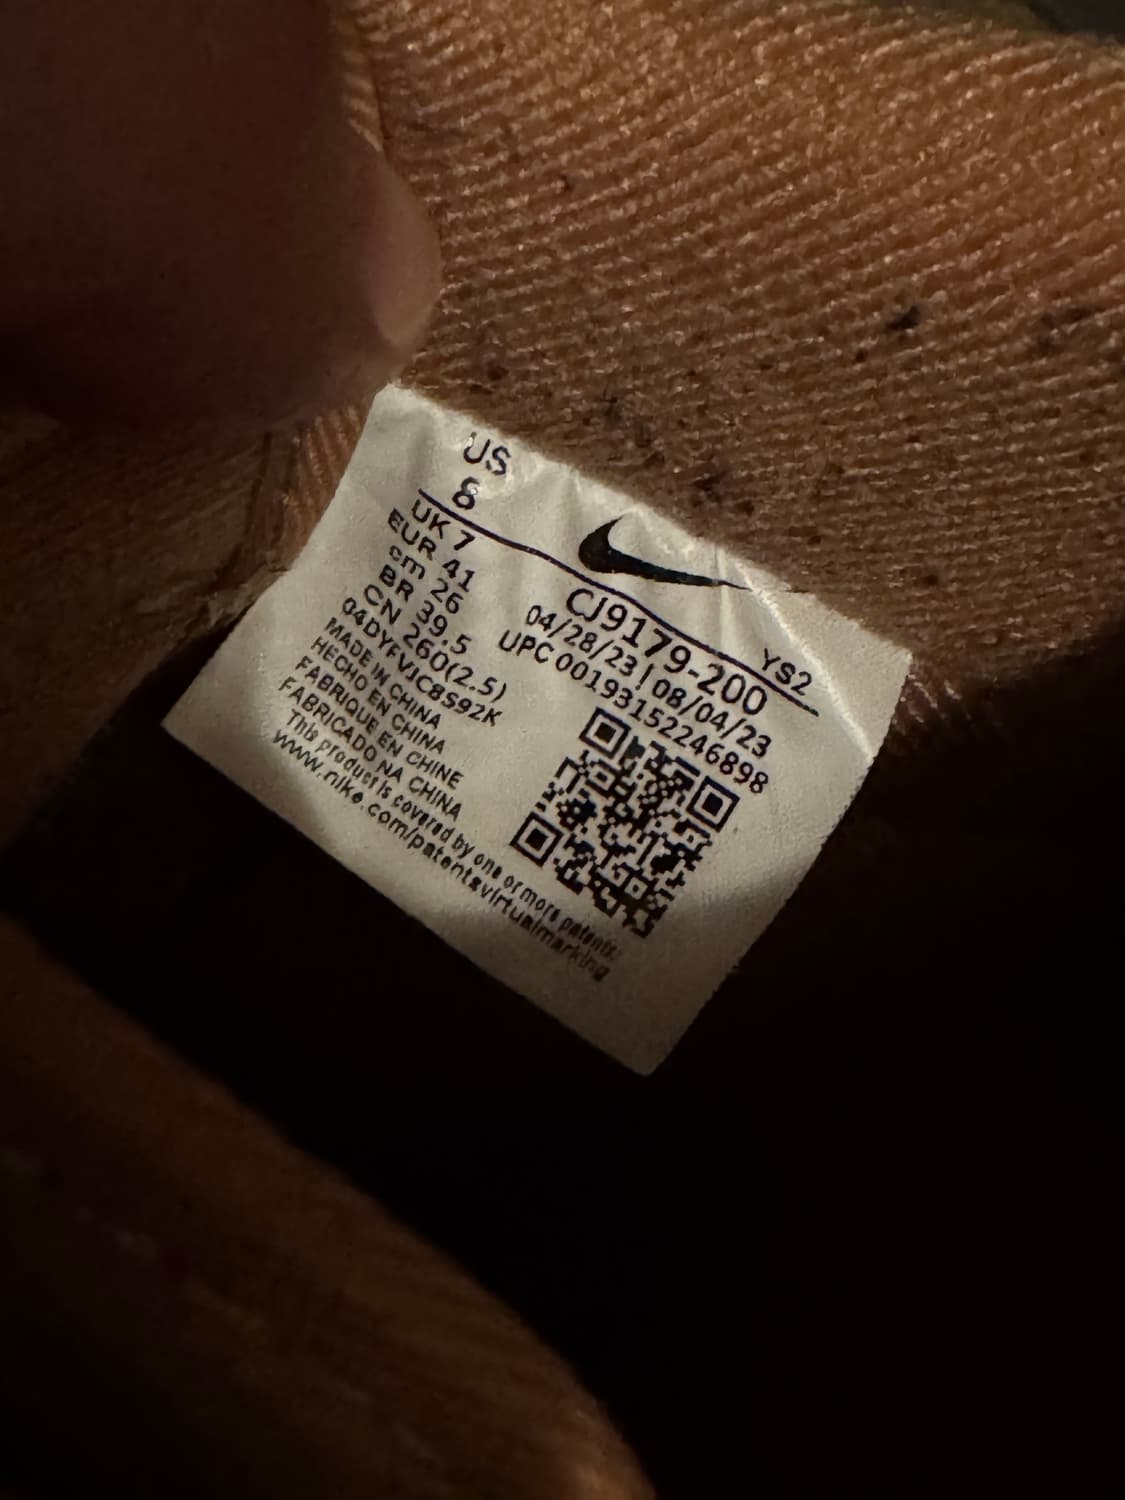 US
8
UK 7
EUR 41
cm 26
BR 39.5
CN 260(2.5)
04DYFVJC8S92K
MADE IN CHINA
HECHO EN CHINA
FABRIQUE EN CHINE
FABRICADO NA CHINA
This product is covered by one or more patents:
www.nike.com/patentsvirtualmarking
YS2
CJ9179-200
04/28/23 | 08/04/23
UPC 00193152246898